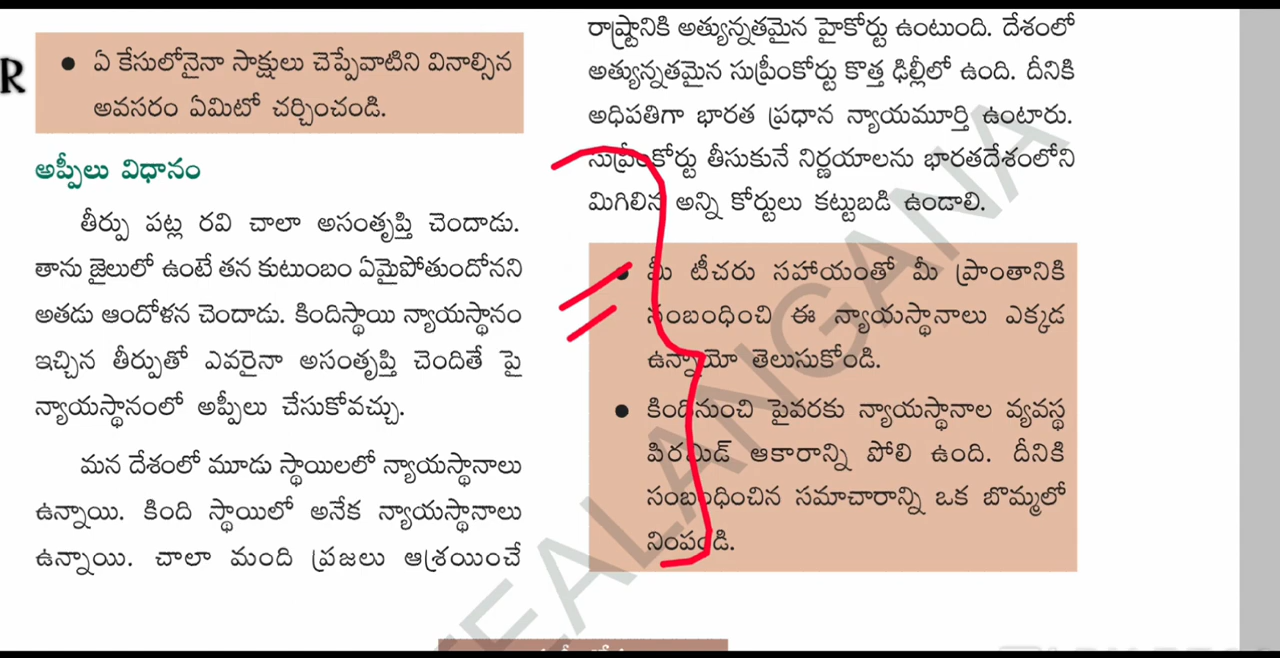 R
• ఏ కేసులోనైనా సాక్షులు చెప్పేవాటిని వినాల్సిన
అవసరం ఏమిటో చర్చించండి.
అప్పీలు విధానం
తీర్పు పట్ల రవి చాలా అసంతృప్తి చెందాడు.
తాను జైలులో ఉంటే తన కుటుంబం ఏమైపోతుందోనని
అతడు ఆందోళన చెందాడు. కిందిస్థాయి న్యాయస్థానం
ఇచ్చిన తీర్పుతో ఎవరైనా అసంతృప్తి చెందితే పై
న్యాయస్థానంలో అప్పీలు చేసుకోవచ్చు.
మన దేశంలో మూడు స్థాయిలలో న్యాయస్థానాలు
ఉన్నాయి. కింది స్థాయిలో అనేక న్యాయస్థానాలు
ఉన్నాయి. చాలా మంది ప్రజలు ఆశ్రయించే
రాష్ట్రానికి అత్యున్నతమైన హైకోర్టు ఉంటుంది. దేశంలో
అత్యున్నతమైన సుప్రీంకోర్టు కొత్త ఢిల్లీలో ఉంది. దీనికి
అధిపతిగా భారత ప్రధాన న్యాయమూర్తి ఉంటారు.
సుప్రీంకోర్టు తీసుకునే నిర్ణయాలను భారతదేశంలోని
మిగిలిన అన్ని కోర్టులు కట్టుబడి ఉండాలి.
• మీ టీచరు సహాయంతో మీ ప్రాంతానికి
సంబంధించి ఈ న్యాయస్థానాలు ఎక్కడ
ఉన్నాయో తెలుసుకోండి.
• కిందినుంచి పైవరకు న్యాయస్థానాల వ్యవస్థ
పిరమిడ్ ఆకారాన్ని పోలి ఉంది. దీనికి
సంబంధించిన సమాచారాన్ని ఒక బొమ్మలో
నింపండి.
TEALANGANA